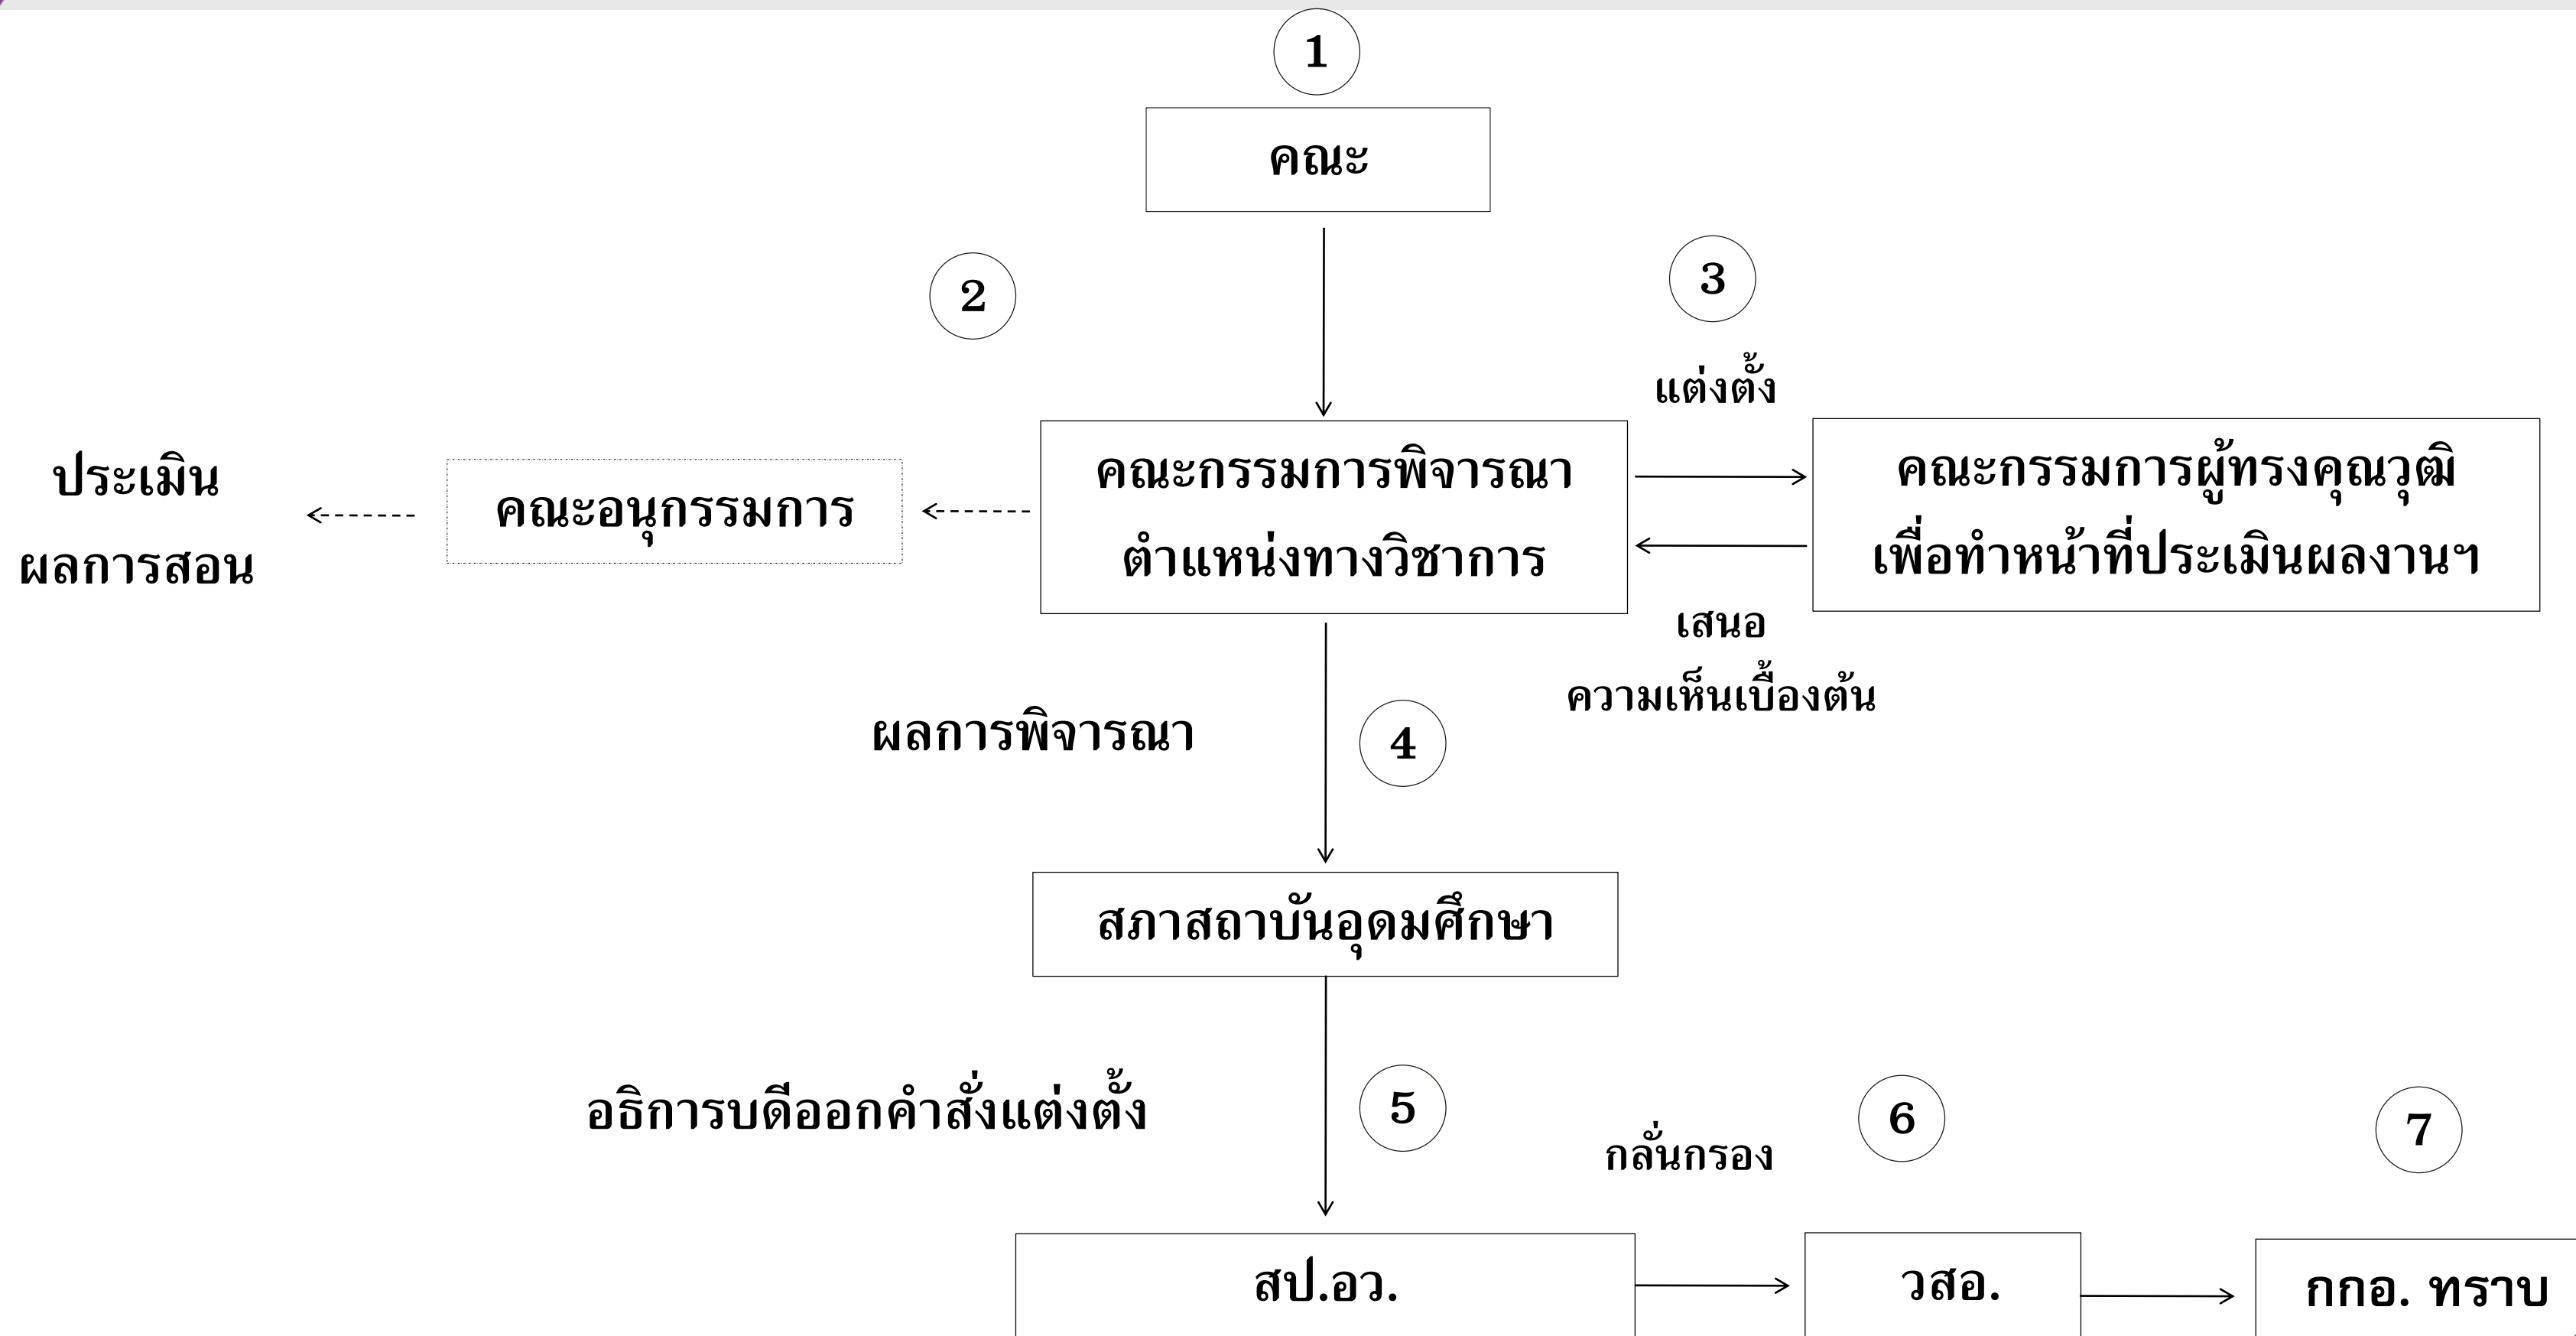 1
คณะ
2
3
แต่งตั้ง
ประเมิน
ผลการสอน
คณะอนุกรรมการ
คณะกรรมการพิจารณา
ตำแหน่งทางวิชาการ
คณะกรรมการผู้ทรงคุณวุฒิ
เพื่อทำหน้าที่ประเมินผลงานฯ
เสนอ
ความเห็นเบื้องต้น
ผลการพิจารณา
4
สภาสถาบันอุดมศึกษา
อธิการบดีออกคำสั่งแต่งตั้ง
5
กลั่นกรอง
6
7
สป.อว.
วสอ.
กกอ. ทราบ